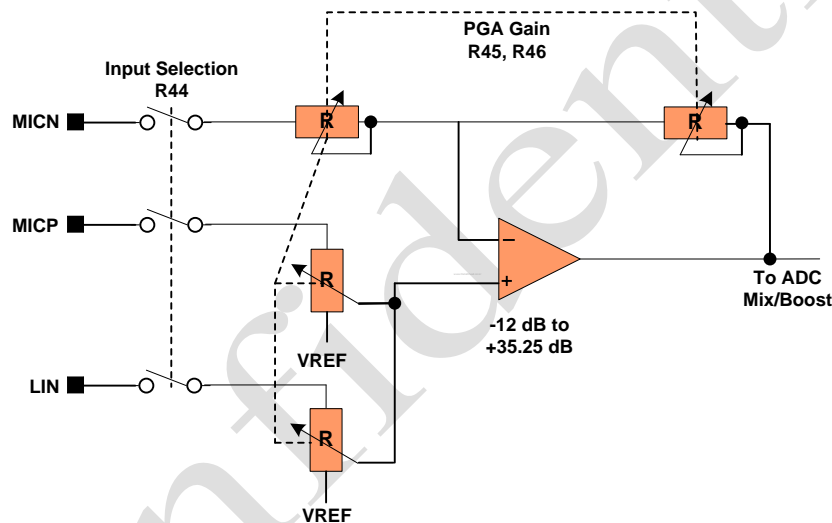 PGA Gain
R45, R46
Input Selection
R44
MICN
R
R
MICP
R
−
+
To ADC
Mix/Boost
-12 dB to
+35.25 dB
VREF
LIN
R
VREF
onfidenti